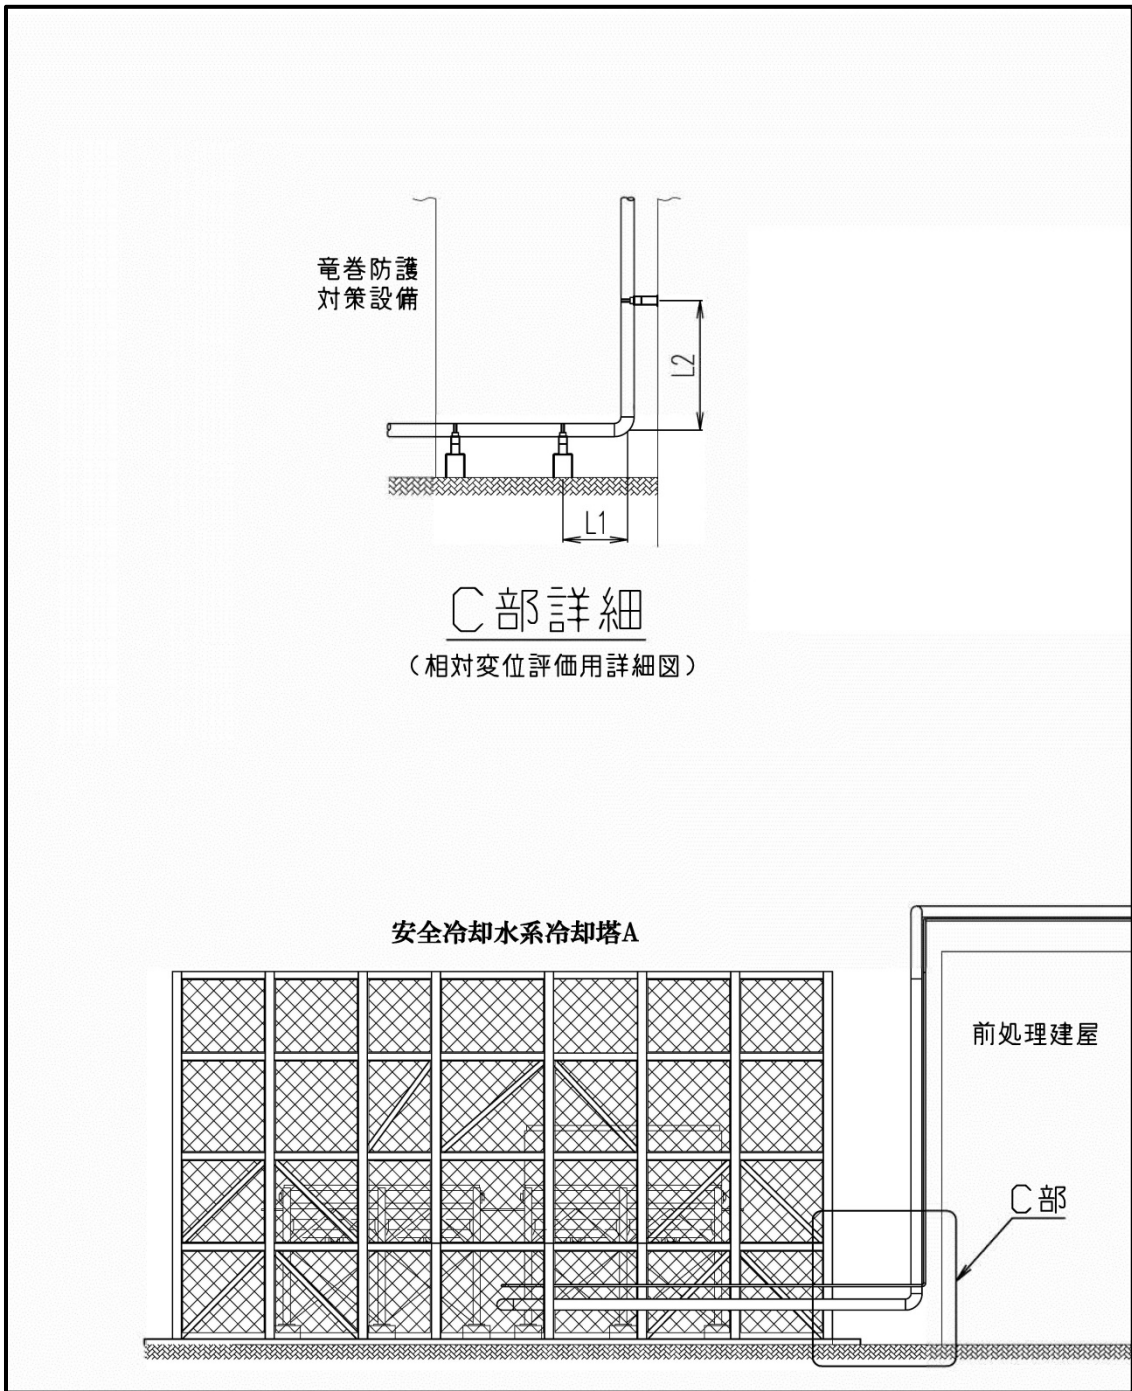 竜巻防護
対策設備
L2
L1
C部詳細
(相対変位評価用詳細図)
安全冷却水系冷却塔A
前処理建屋
C部